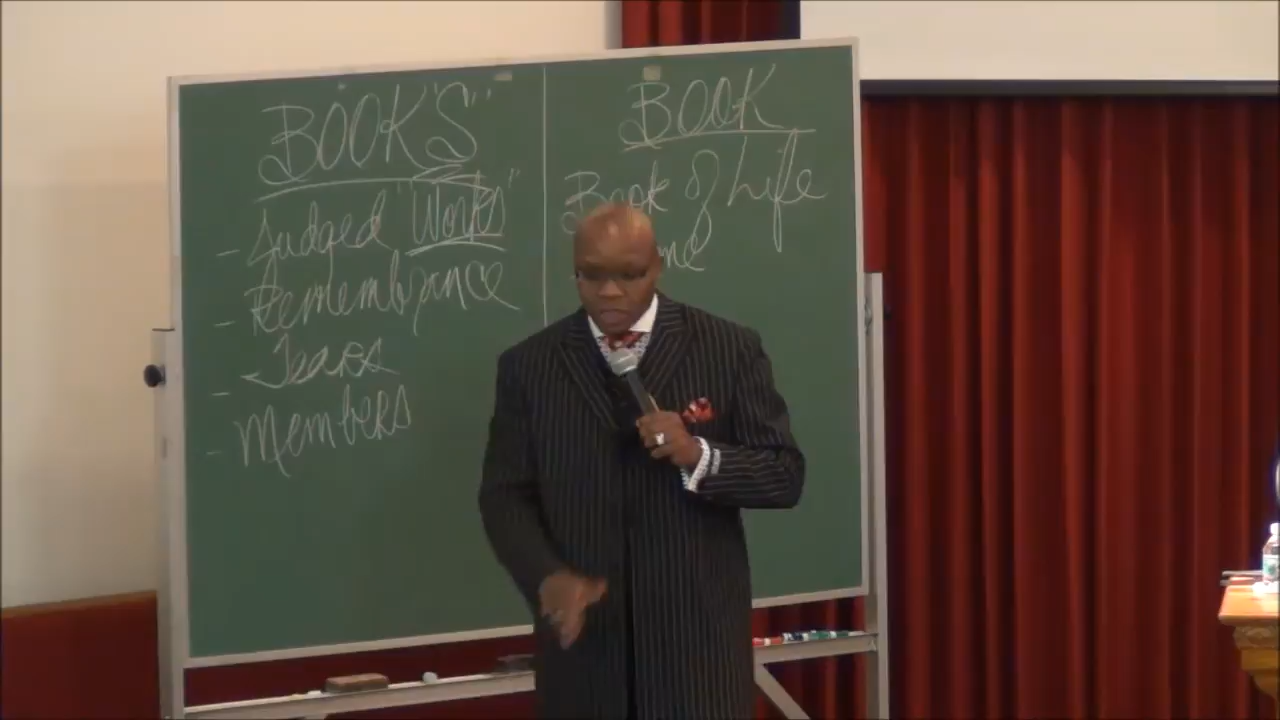 BOOK"S"
- Judged "Works"
- Remembrance
- Tears
- Members
BOOK
Book of Life